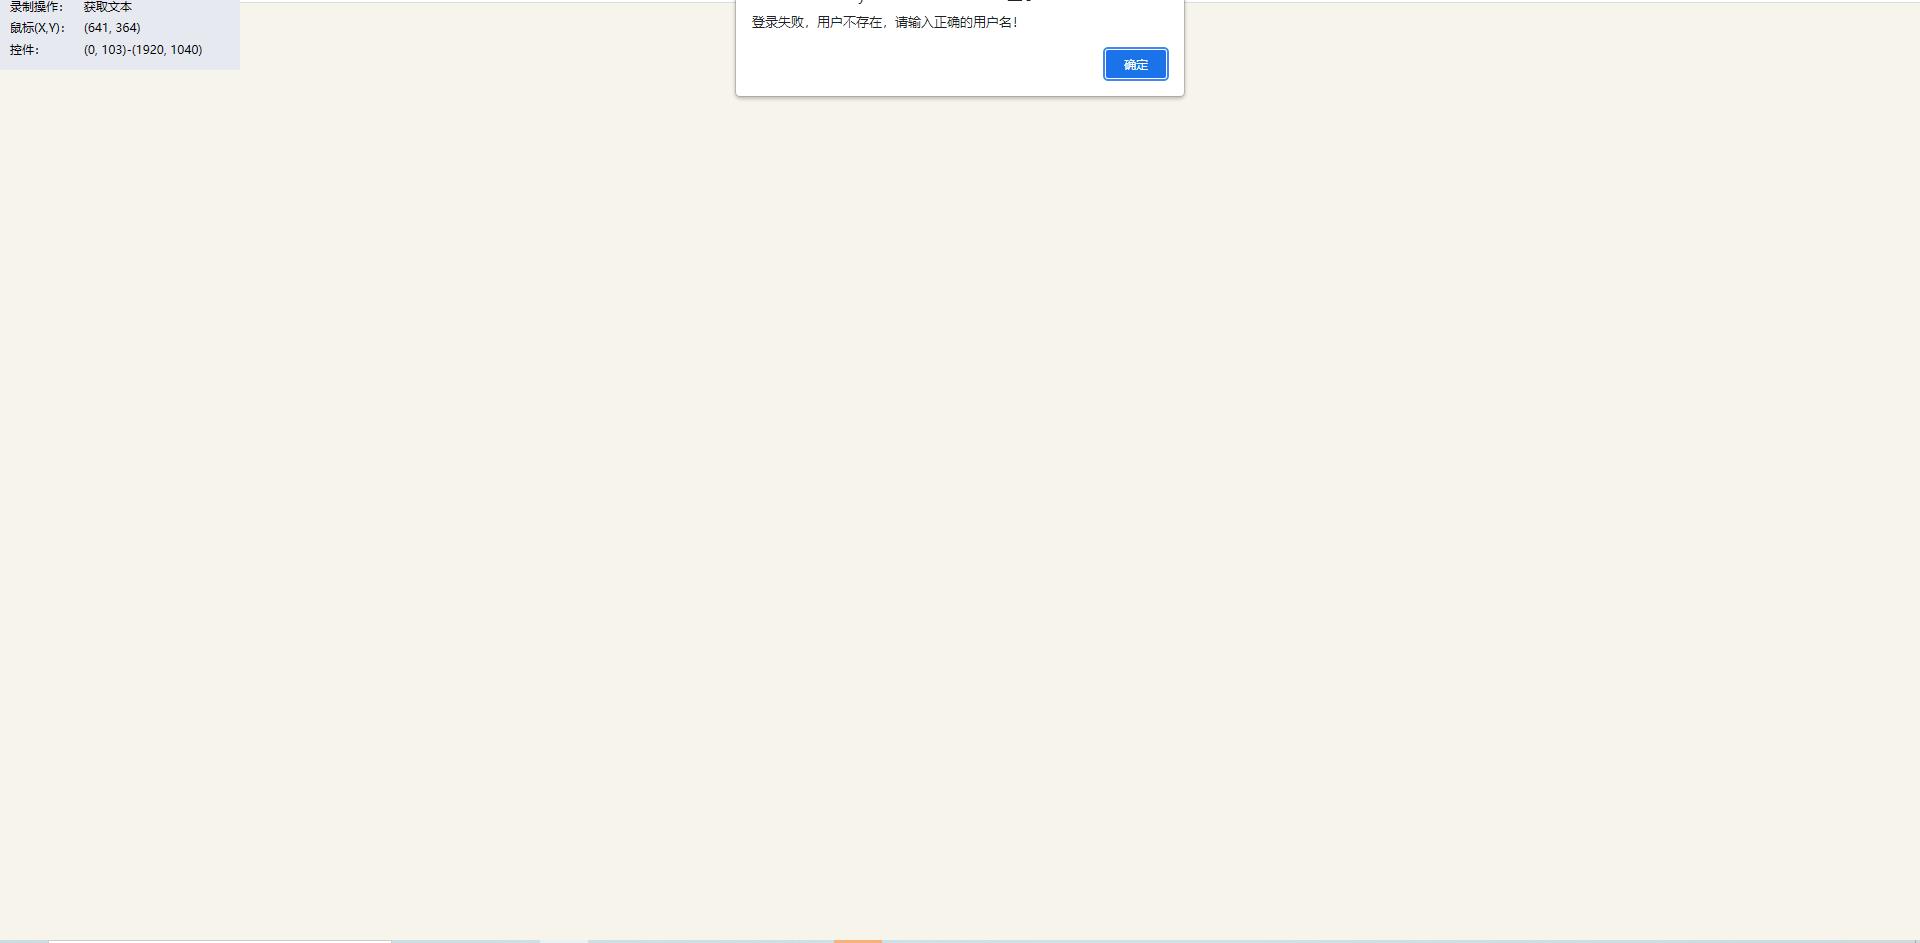 录制操作： 获取文本
鼠标(X,Y)： (641, 364)
控件： (0, 103)-(1920, 1040)
登录失败，用户不存在，请输入正确的用户名！
确定